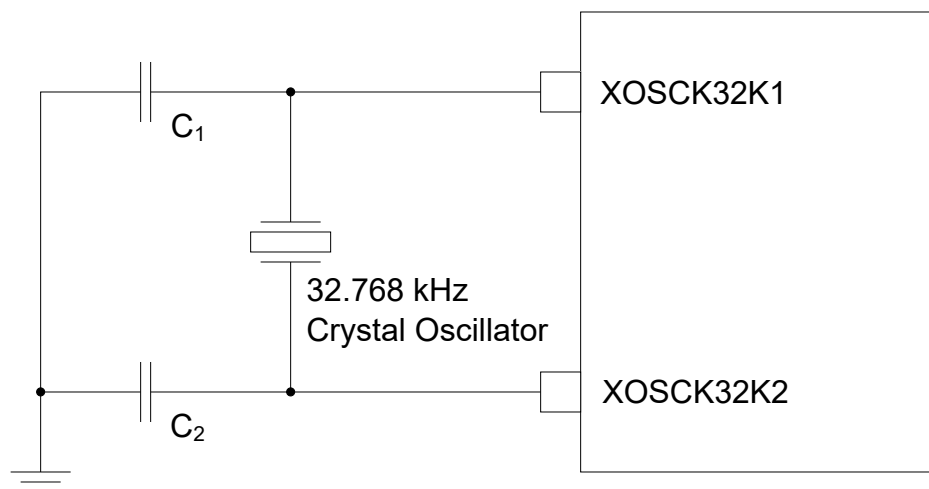 XOSCK32K1
C₁
32.768 kHz
Crystal Oscillator
XOSCK32K2
C₂